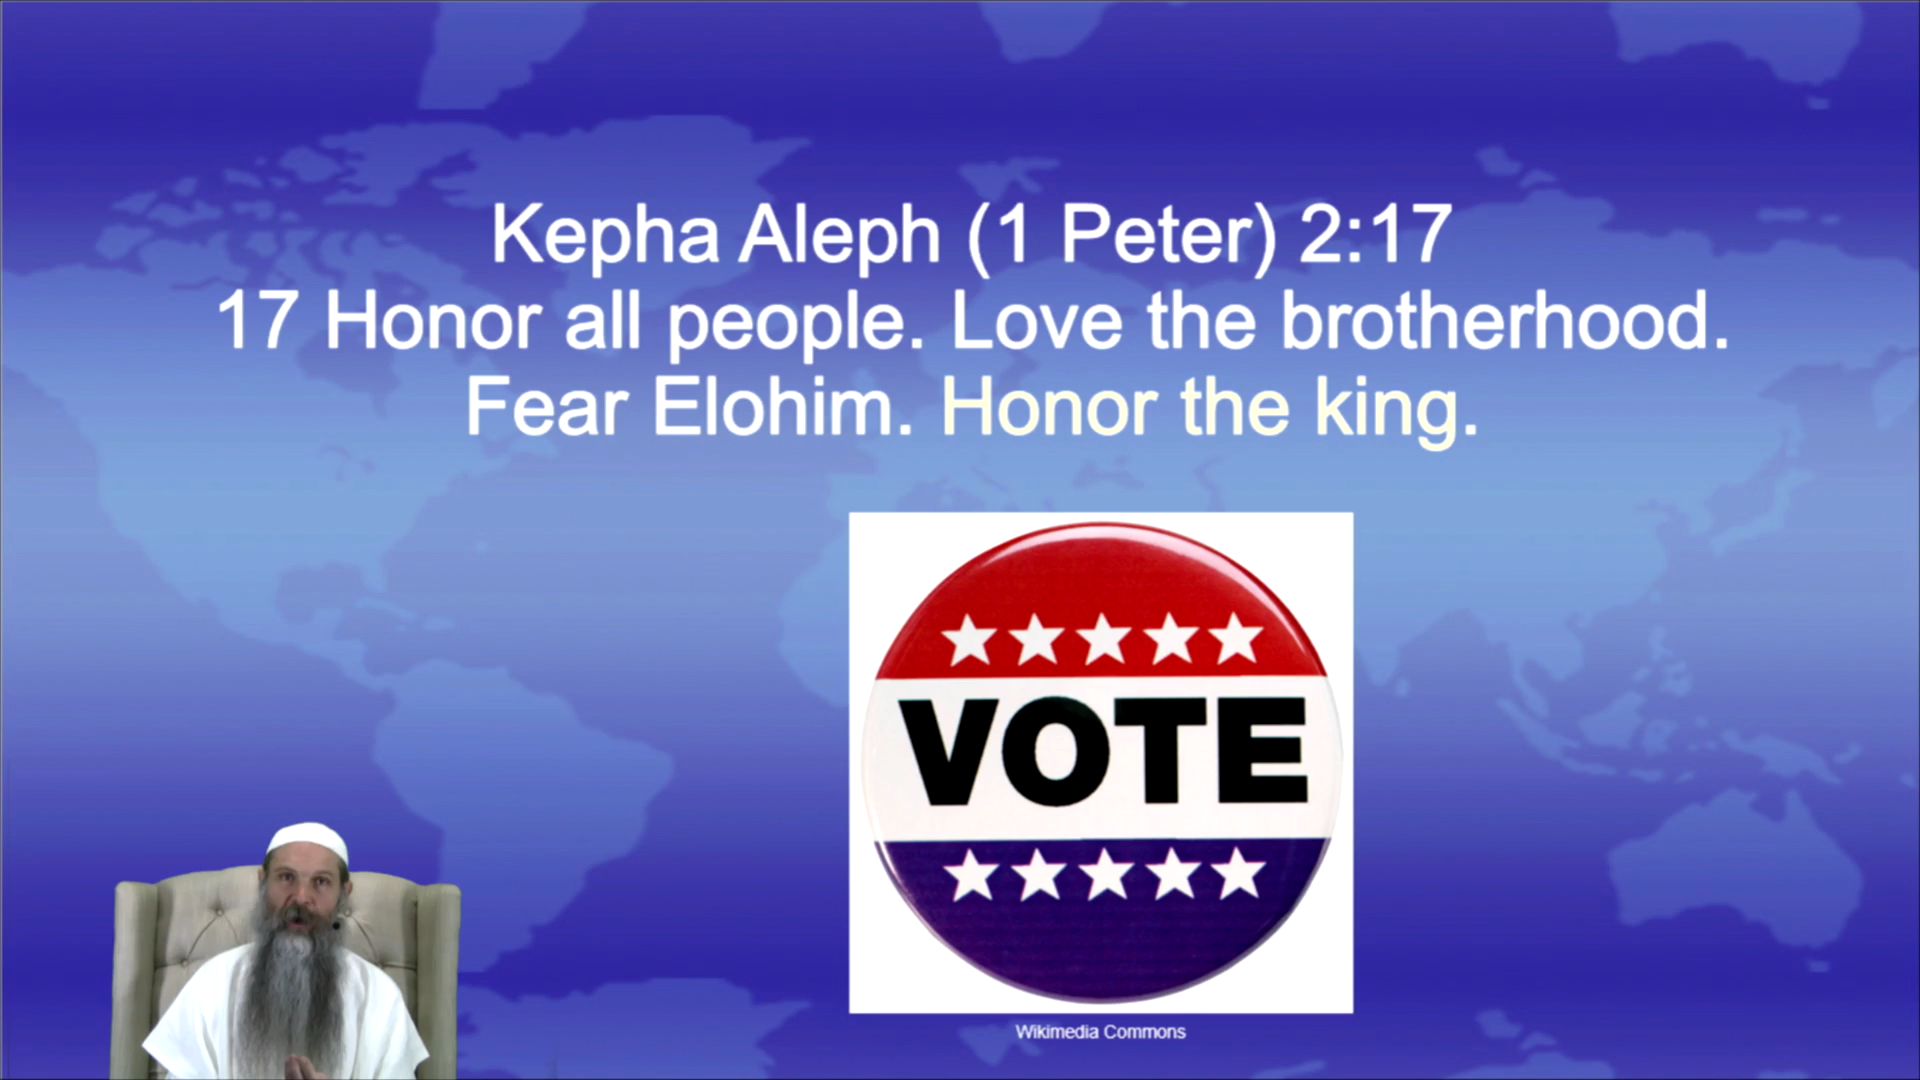 Kepha Aleph (1 Peter) 2:17
17 Honor all people. Love the brotherhood.
Fear Elohim. Honor the king.
VOTE
Wikimedia Commons